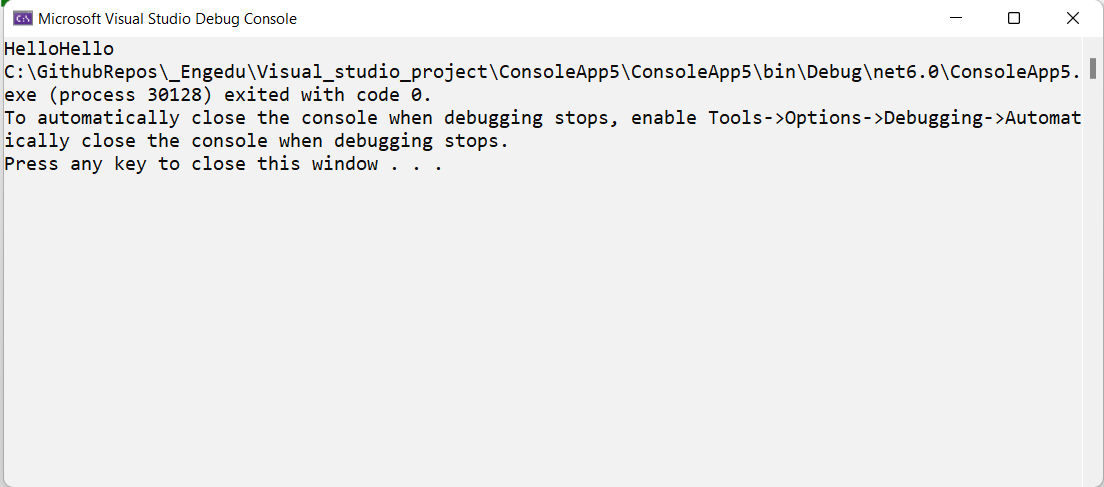 Microsoft Visual Studio Debug Console
HelloHello
C:\GithubRepos\_Engedu\Visual_studio_project\ConsoleApp5\ConsoleApp5\bin\Debug\net6.0\ConsoleApp5.
exe (process 30128) exited with code 0.
To automatically close the console when debugging stops, enable Tools->Options->Debugging->Automat
ically close the console when debugging stops.
Press any key to close this window . . .